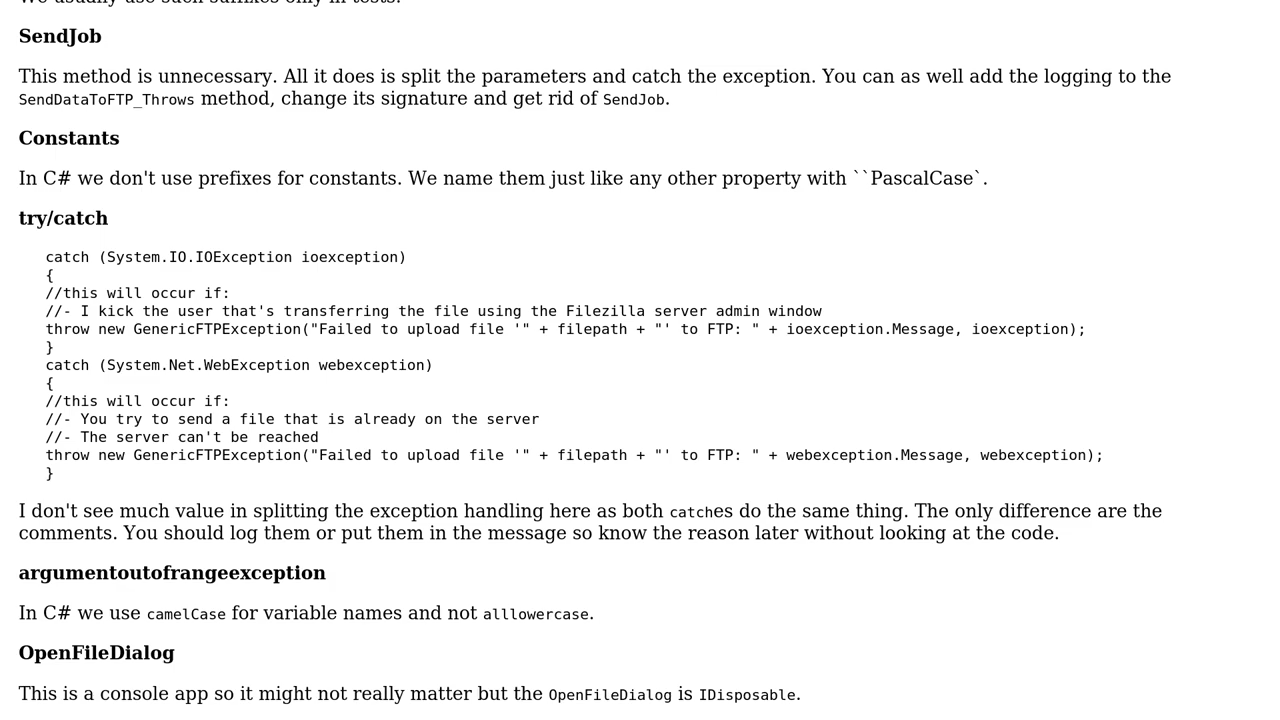 We usually use such suffixes only in tests.
SendJob
This method is unnecessary. All it does is split the parameters and catch the exception. You can as well add the logging to the
SendDataToFTP_Throws method, change its signature and get rid of SendJob.
Constants
In C# we don't use prefixes for constants. We name them just like any other property with ``PascalCase`.
try/catch
catch (System.IO.IOException ioexception)
{
//this will occur if:
//- I kick the user that's transferring the file using the Filezilla server admin window
throw new GenericFTPException("Failed to upload file '" + filepath + "' to FTP: " + ioexception.Message, ioexception);
}
catch (System.Net.WebException webexception)
{
//this will occur if:
//- You try to send a file that is already on the server
//- The server can't be reached
throw new GenericFTPException("Failed to upload file '" + filepath + "' to FTP: " + webexception.Message, webexception);
}
I don't see much value in splitting the exception handling here as both catches do the same thing. The only difference are the
comments. You should log them or put them in the message so know the reason later without looking at the code.
argumentoutofrangeexception
In C# we use camelCase for variable names and not alllowercase.
OpenFileDialog
This is a console app so it might not really matter but the OpenFileDialog is IDisposable.